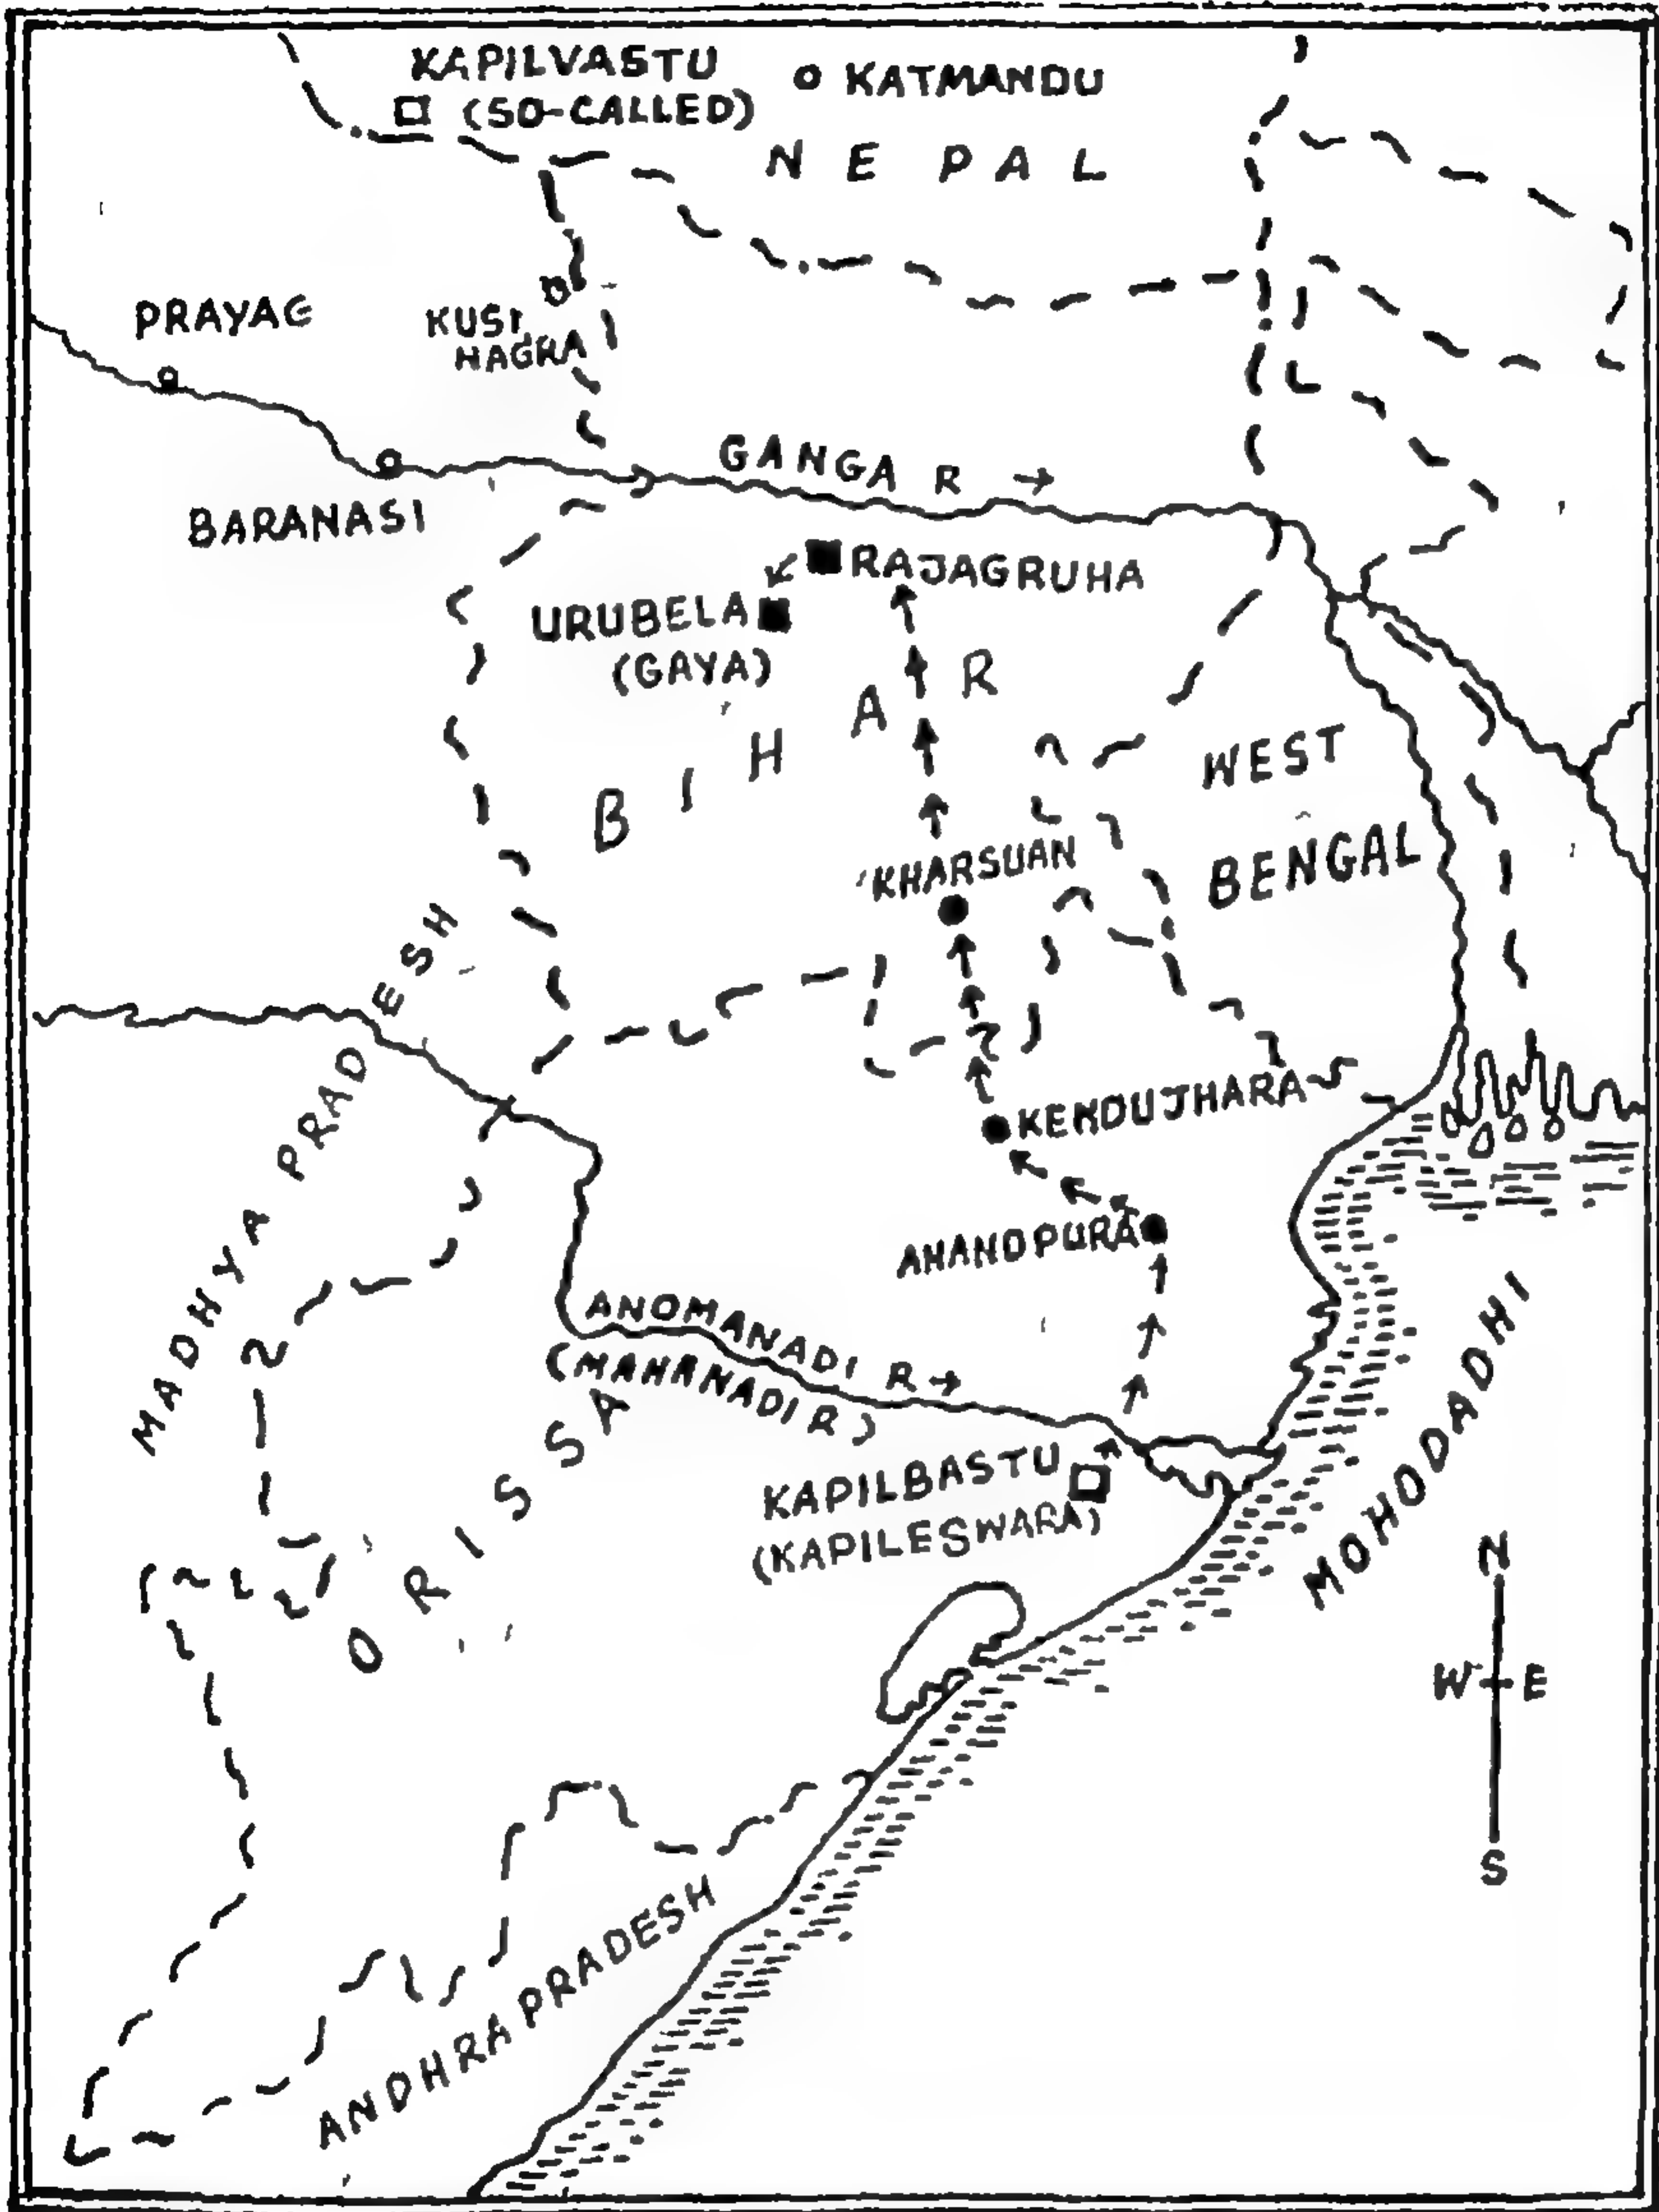 KAPILVASTU
(SO-CALLED)
KATMANDU
NEPAL
PRAYAG
KUSI
NAGRA
GANGA R →
BARANASI
RAJAGRUHA
URUBELA
(GAYA)
BIHAR
WEST
BENGAL
KHARSUAN
MADHYA PRADESH
KENDUJHARA
ANANDPURA
ANOMANADI R →
(MAHANADI R)
ORISSA
KAPILBASTU
(KAPILESWARA)
MOHODADHI
N
W E
S
ANDHRA PRADESH